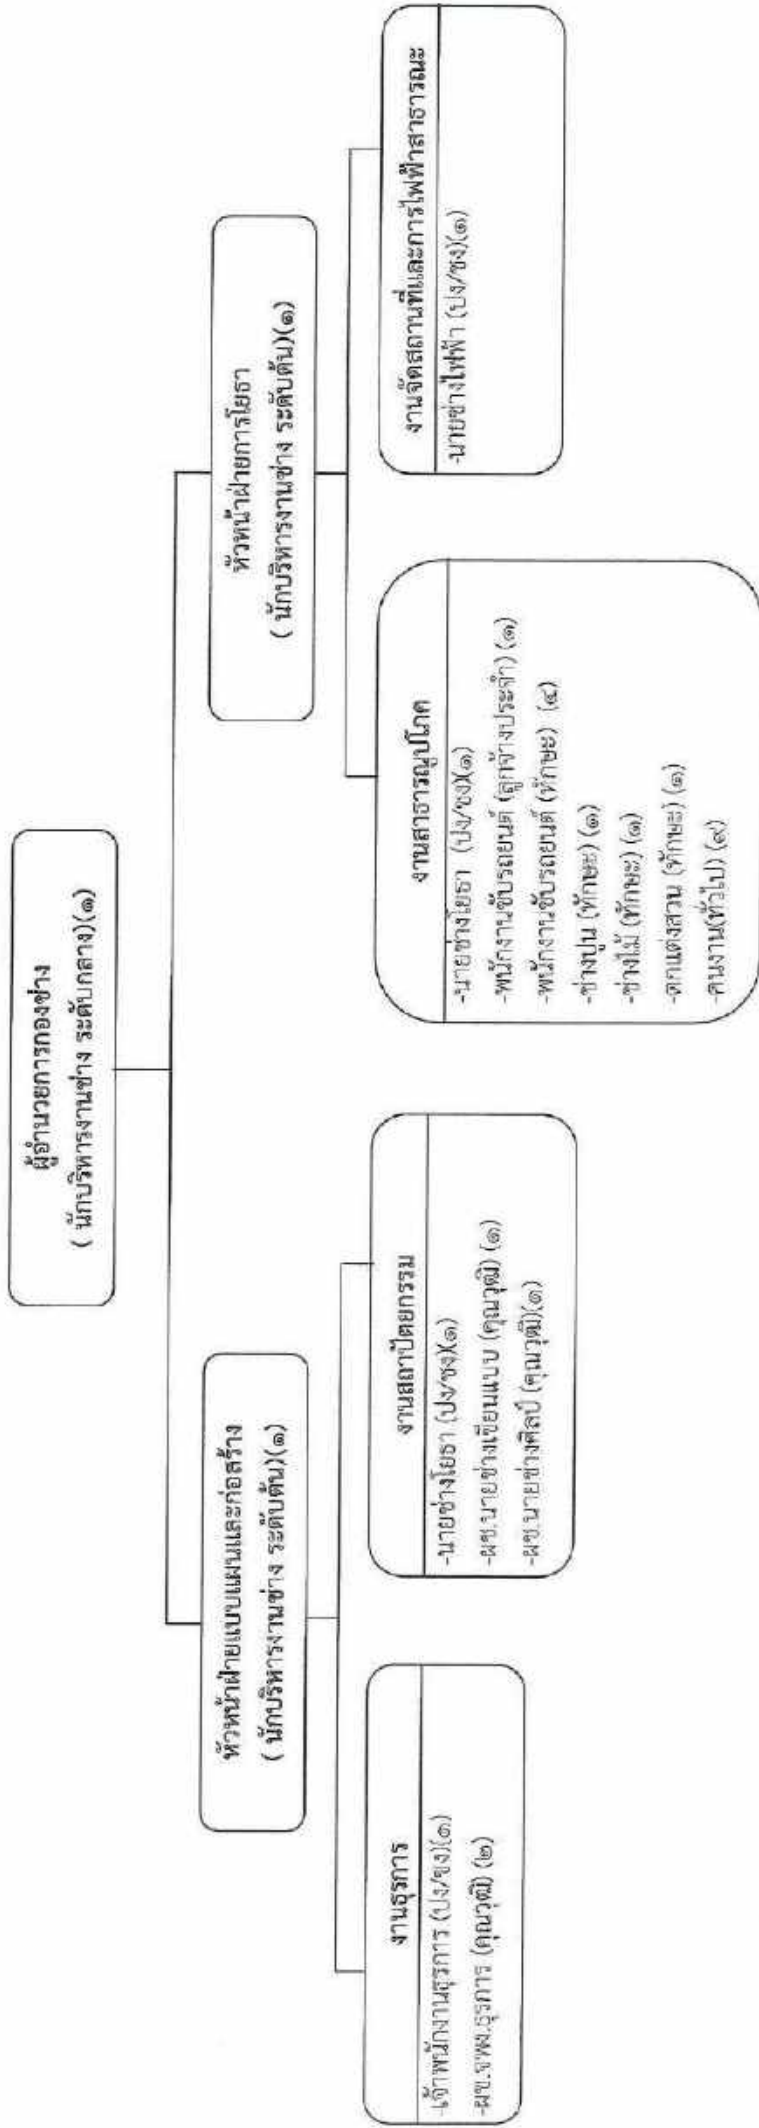 ผู้อำนวยการกองช่าง
( นักบริหารงานช่าง ระดับกลาง)(๑)
หัวหน้าฝ่ายแบบแผนและก่อสร้าง
( นักบริหารงานช่าง ระดับต้น)(๑)
หัวหน้าฝ่ายการโยธา
( นักบริหารงานช่าง ระดับต้น)(๑)
งานธุรการ
-เจ้าพนักงานธุรการ (ปง/ชง)(๑)
-ผช.จพง.ธุรการ (คุณวุฒิ) (๒)
งานสถาปัตยกรรม
-นายช่างโยธา (ปง/ชง)(๑)
-ผช.นายช่างเขียนแบบ (คุณวุฒิ) (๑)
-ผช.นายช่างศิลป์ (คุณวุฒิ)(๑)
งานสาธารณูปโภค
-นายช่างโยธา (ปง/ชง)(๑)
-พนักงานขับรถยนต์ (ลูกจ้างประจำ) (๑)
-พนักงานขับรถยนต์ (ทักษะ) (๔)
-ช่างปูน (ทักษะ) (๑)
-ช่างไม้ (ทักษะ) (๑)
-ตกแต่งสวน (ทักษะ) (๑)
-คนงาน(ทั่วไป) (๙)
งานจัดสถานที่และการไฟฟ้าสาธารณะ
-นายช่างไฟฟ้า (ปง/ชง)(๑)